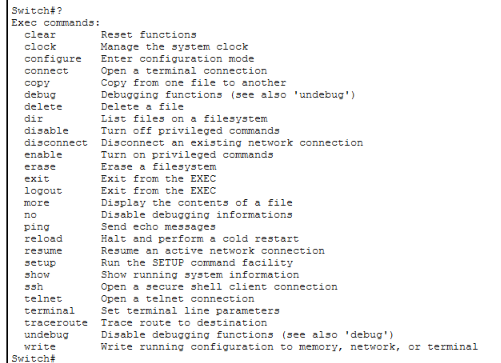 Switch#?
Exec commands:
  clear       Reset functions
  clock       Manage the system clock
  configure   Enter configuration mode
  connect     Open a terminal connection
  copy        Copy from one file to another
  debug       Debugging functions (see also 'undebug')
  delete      Delete a file
  dir         List files on a filesystem
  disable     Turn off privileged commands
  disconnect  Disconnect an existing network connection
  enable      Turn on privileged commands
  erase       Erase a filesystem
  exit        Exit from the EXEC
  logout      Exit from the EXEC
  more        Display the contents of a file
  no          Disable debugging informations
  ping        Send echo messages
  reload      Halt and perform a cold restart
  resume      Resume an active network connection
  setup       Run the SETUP command facility
  show        Show running system information
  ssh         Open a secure shell client connection
  telnet      Open a telnet connection
  terminal    Set terminal line parameters
  traceroute  Trace route to destination
  undebug     Disable debugging functions (see also 'debug')
  write       Write running configuration to memory, network, or terminal
Switch#